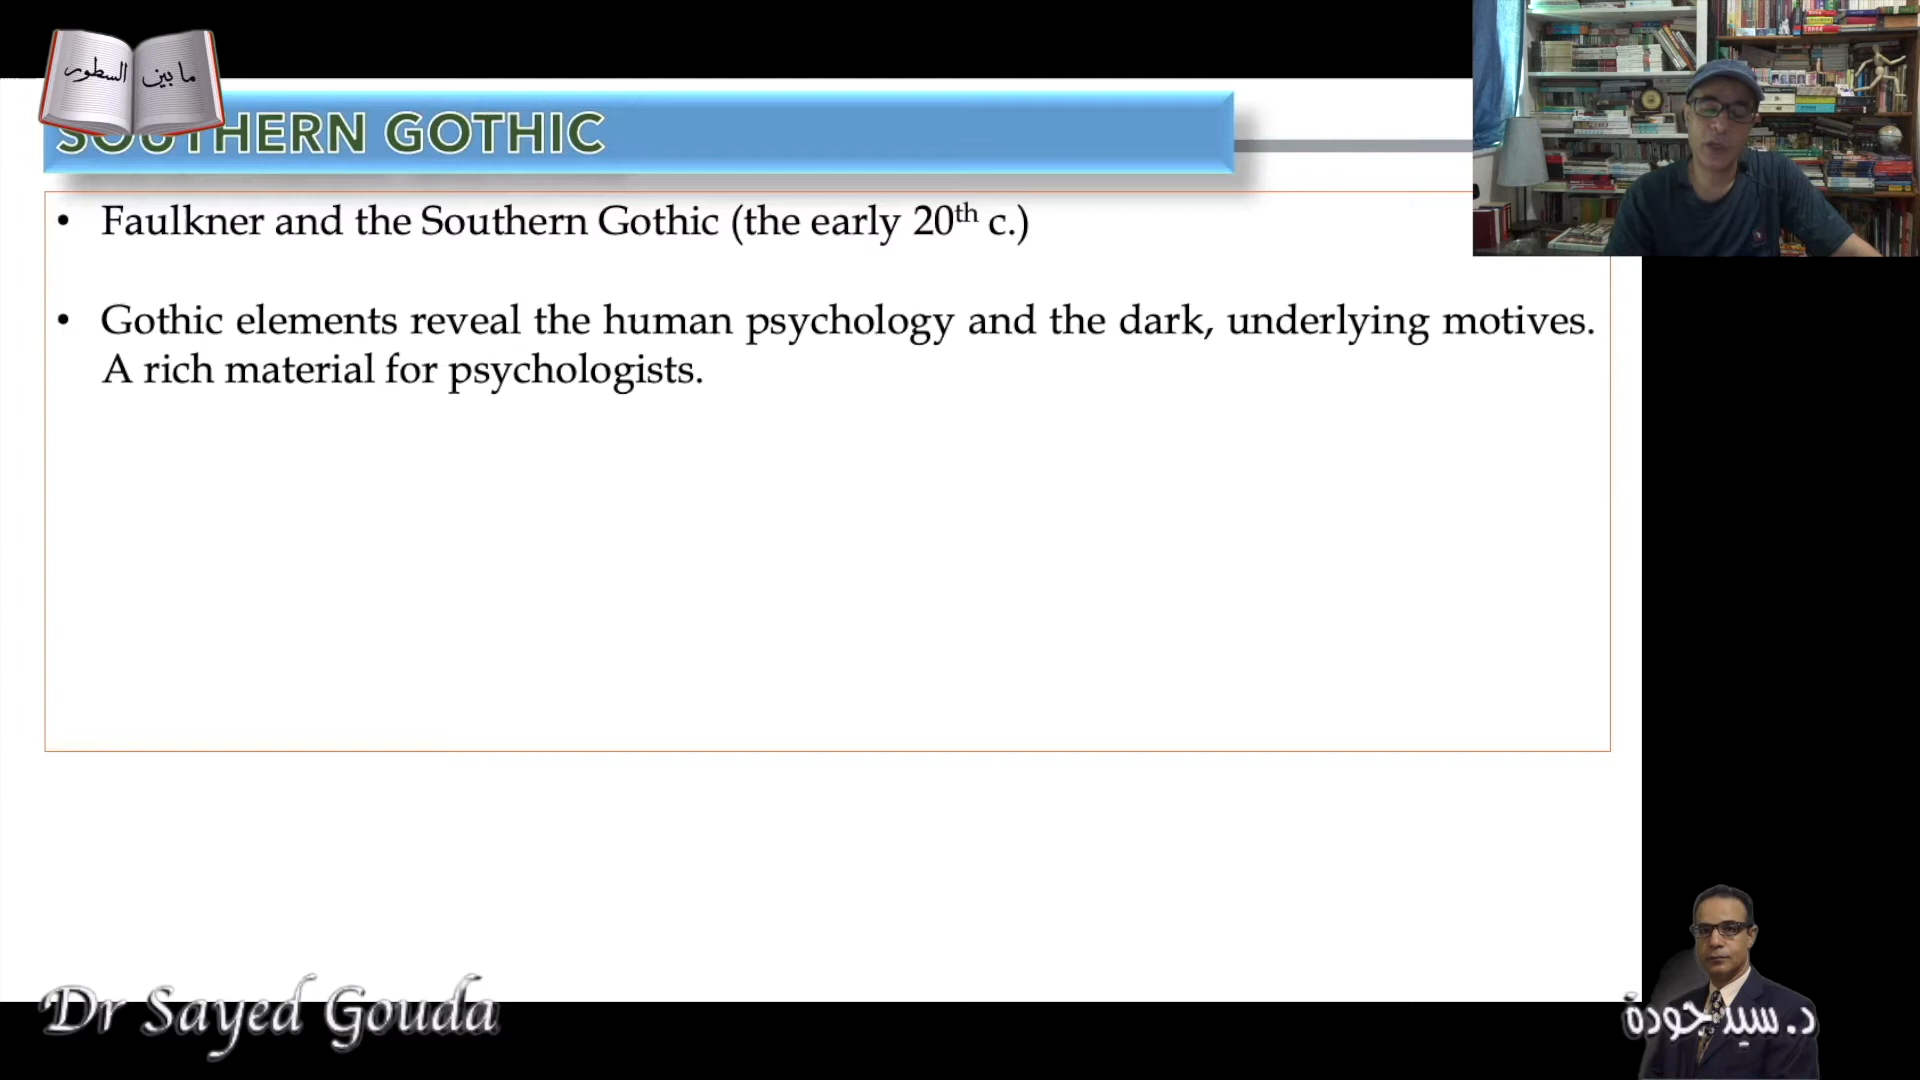 ما بين السطور
SOUTHERN GOTHIC
• Faulkner and the Southern Gothic (the early 20th c.)
• Gothic elements reveal the human psychology and the dark, underlying motives.
A rich material for psychologists.
Dr Sayed Gouda
د. سيد جودة